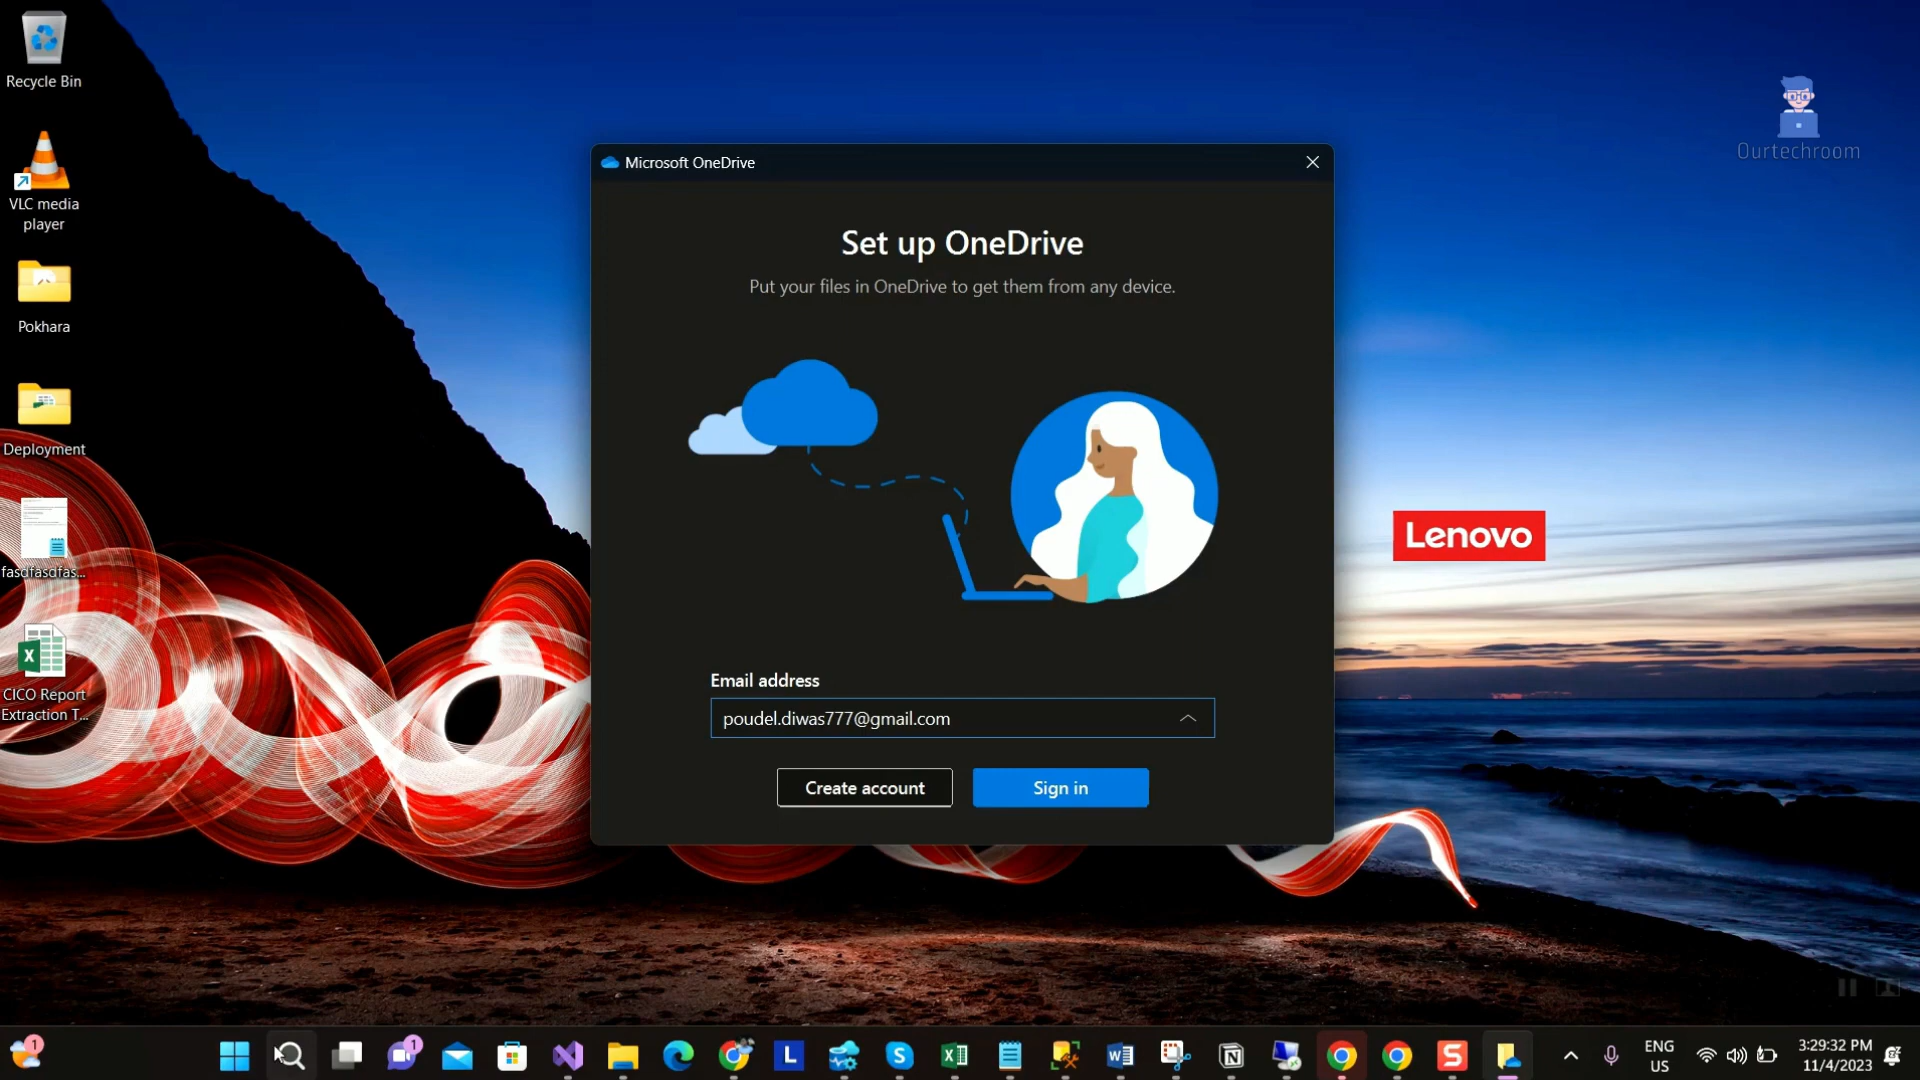 Recycle Bin
VLC media
player
Pokhara
Deployment
fasdfasdfas...
CICO Report
Extraction T...
Ourtechroom
Microsoft OneDrive
Set up OneDrive
Put your files in OneDrive to get them from any device.
Lenovo
Email address
poudel.diwas777@gmail.com
Create account
Sign in
1
1
L
S
X
W
N
S
ENG
US
3:29:32 PM
11/4/2023